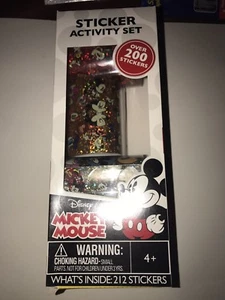 STICKER
ACTIVITY SET
OVER
200
STICKERS
Disney
MICKEY
MOUSE
WARNING:
CHOKING HAZARD-SMALL
PARTS. NOT FOR CHILDREN UNDER 3 YRS.
4+
WHAT'S INSIDE: 212 STICKERS